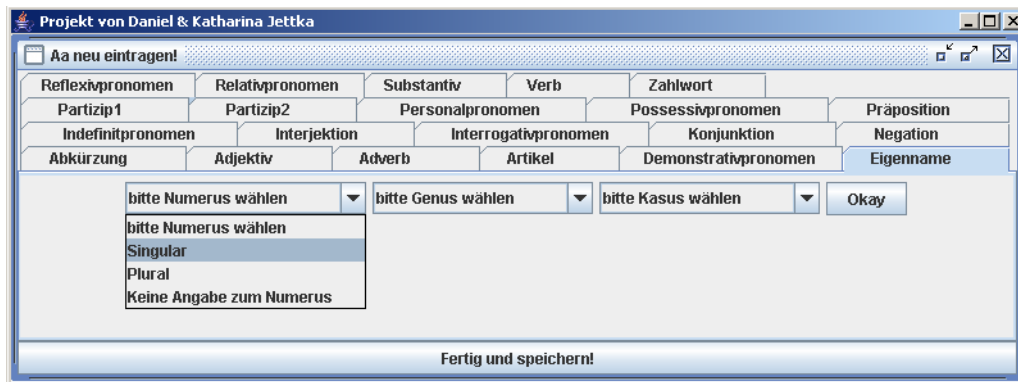 Projekt von Daniel & Katharina Jettka
Aa neu eintragen!
Reflexivpronomen Relativpronomen Substantiv Verb Zahlwort
Partizip1 Partizip2 Personalpronomen Possessivpronomen Präposition
Indefinitpronomen Interjektion Interrogativpronomen Konjunktion Negation
Abkürzung Adjektiv Adverb Artikel Demonstrativpronomen Eigenname
bitte Numerus wählen bitte Genus wählen bitte Kasus wählen Okay
bitte Numerus wählen
Singular
Plural
Keine Angabe zum Numerus
Fertig und speichern!